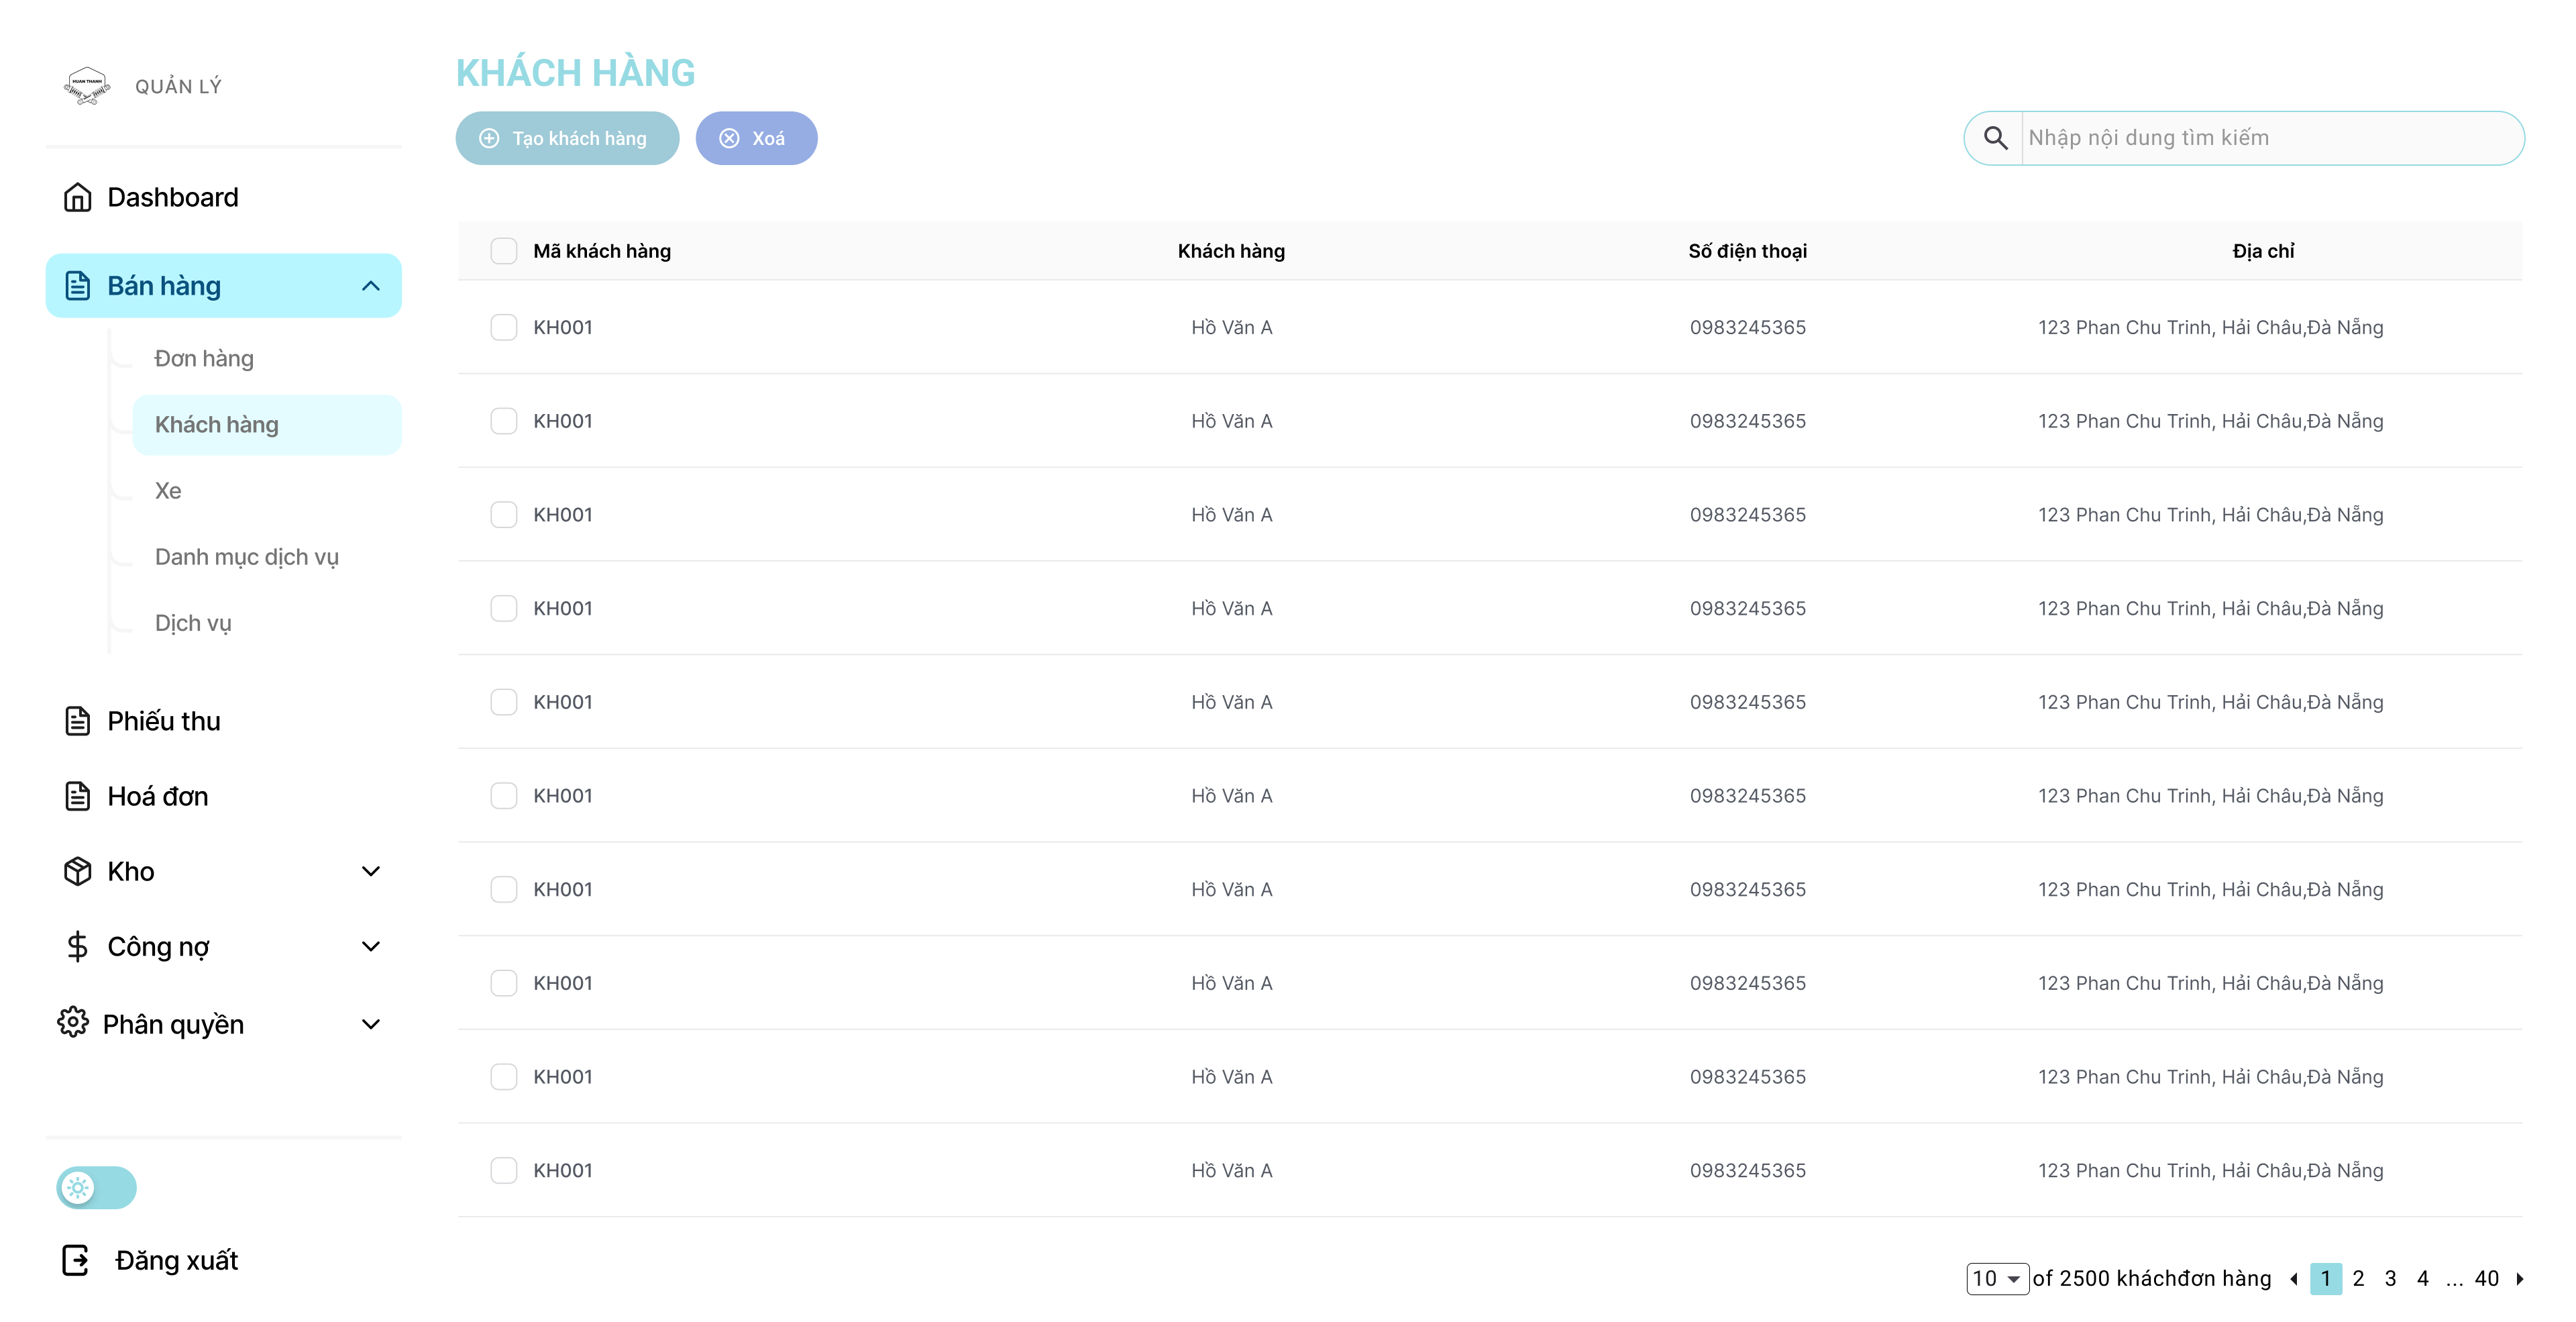 HUAN THANH
QUẢN LÝ
Dashboard
Bán hàng
Đơn hàng
Khách hàng
Xe
Danh mục dịch vụ
Dịch vụ
Phiếu thu
Hoá đơn
Kho
Công nợ
Phân quyền
Đăng xuất
KHÁCH HÀNG
Tạo khách hàng
Xoá
Nhập nội dung tìm kiếm
Mã khách hàng Khách hàng Số điện thoại Địa chỉ
KH001 Hồ Văn A 0983245365 123 Phan Chu Trinh, Hải Châu,Đà Nẵng
KH001 Hồ Văn A 0983245365 123 Phan Chu Trinh, Hải Châu,Đà Nẵng
KH001 Hồ Văn A 0983245365 123 Phan Chu Trinh, Hải Châu,Đà Nẵng
KH001 Hồ Văn A 0983245365 123 Phan Chu Trinh, Hải Châu,Đà Nẵng
KH001 Hồ Văn A 0983245365 123 Phan Chu Trinh, Hải Châu,Đà Nẵng
KH001 Hồ Văn A 0983245365 123 Phan Chu Trinh, Hải Châu,Đà Nẵng
KH001 Hồ Văn A 0983245365 123 Phan Chu Trinh, Hải Châu,Đà Nẵng
KH001 Hồ Văn A 0983245365 123 Phan Chu Trinh, Hải Châu,Đà Nẵng
KH001 Hồ Văn A 0983245365 123 Phan Chu Trinh, Hải Châu,Đà Nẵng
KH001 Hồ Văn A 0983245365 123 Phan Chu Trinh, Hải Châu,Đà Nẵng
10 of 2500 kháchđơn hàng 1 2 3 4 ... 40